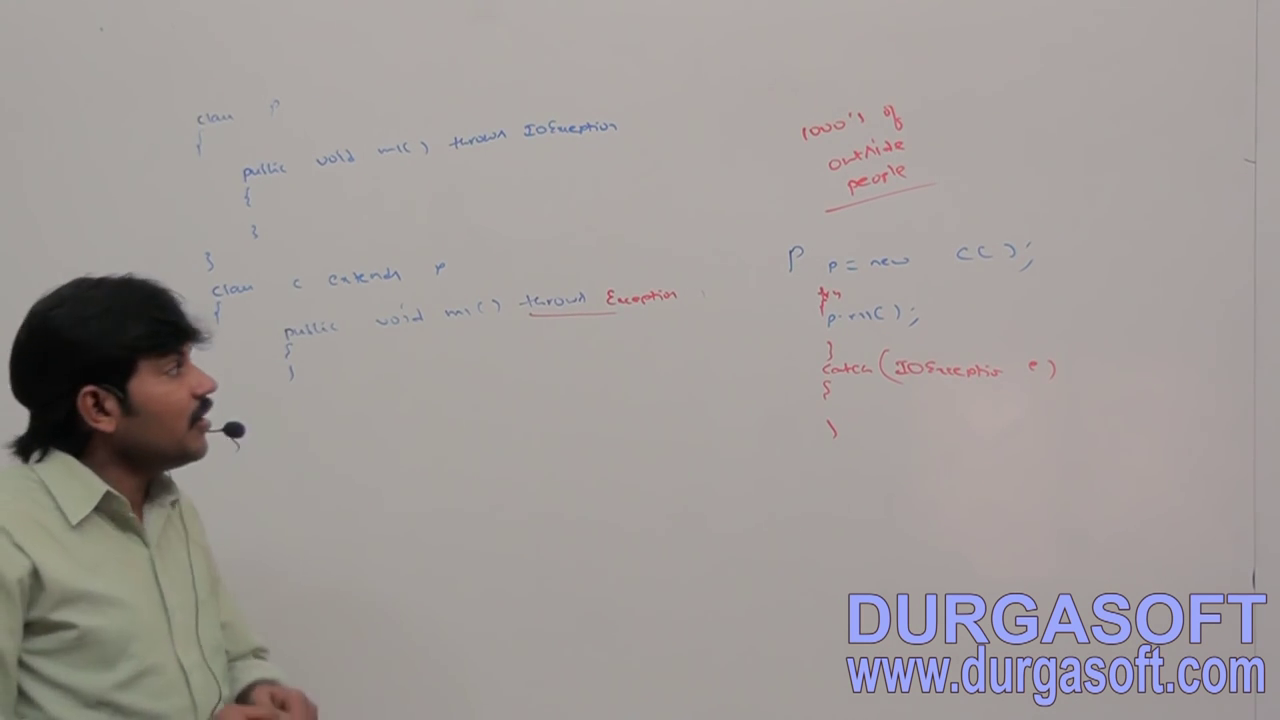 class P
{
public void m1( ) throws IOException
{
}
}
class C extends P
{
public void m1( ) throws Exception
{
}
1000's of
outside
people
P p = new C( );
try
{
p.m1( );
}
catch (IOException e )
{
}
DURGASOFT
www.durgasoft.com